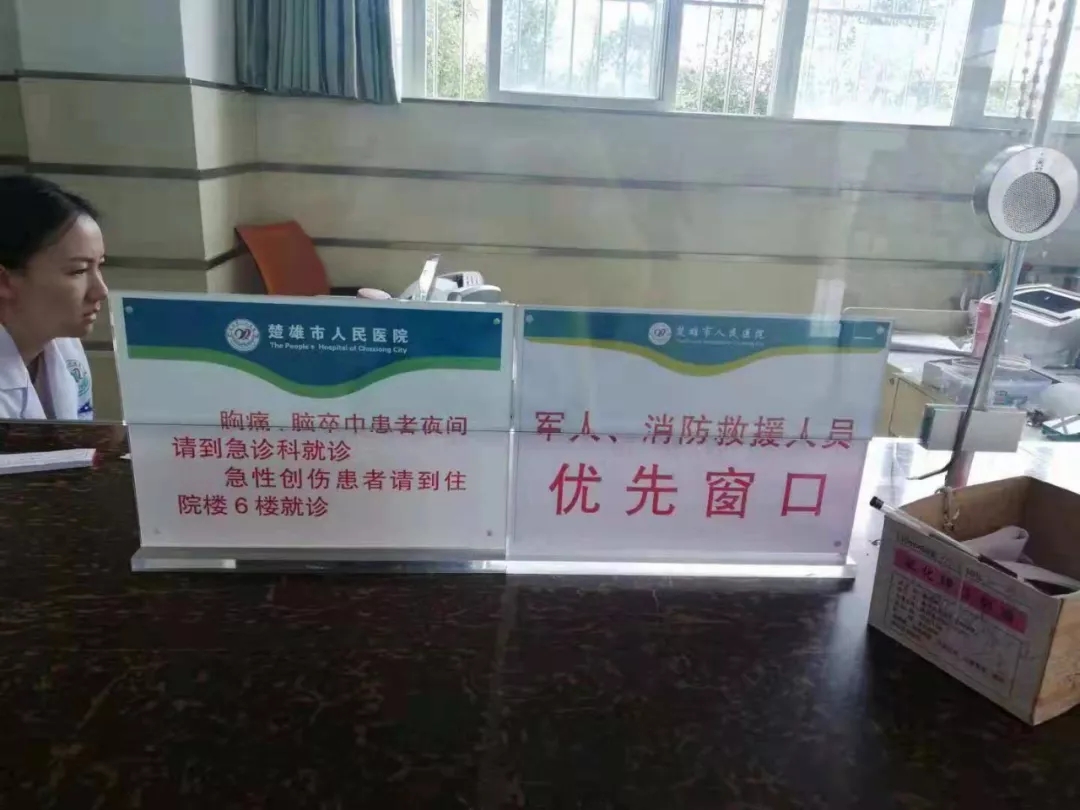 楚雄市人民医院
The People's Hospital of Chuxiong City
胸痛、脑卒中患者夜间
请到急诊科就诊
急性创伤患者请到住
院楼6楼就诊
楚雄市人民医院
军人、消防救援人员
优先窗口